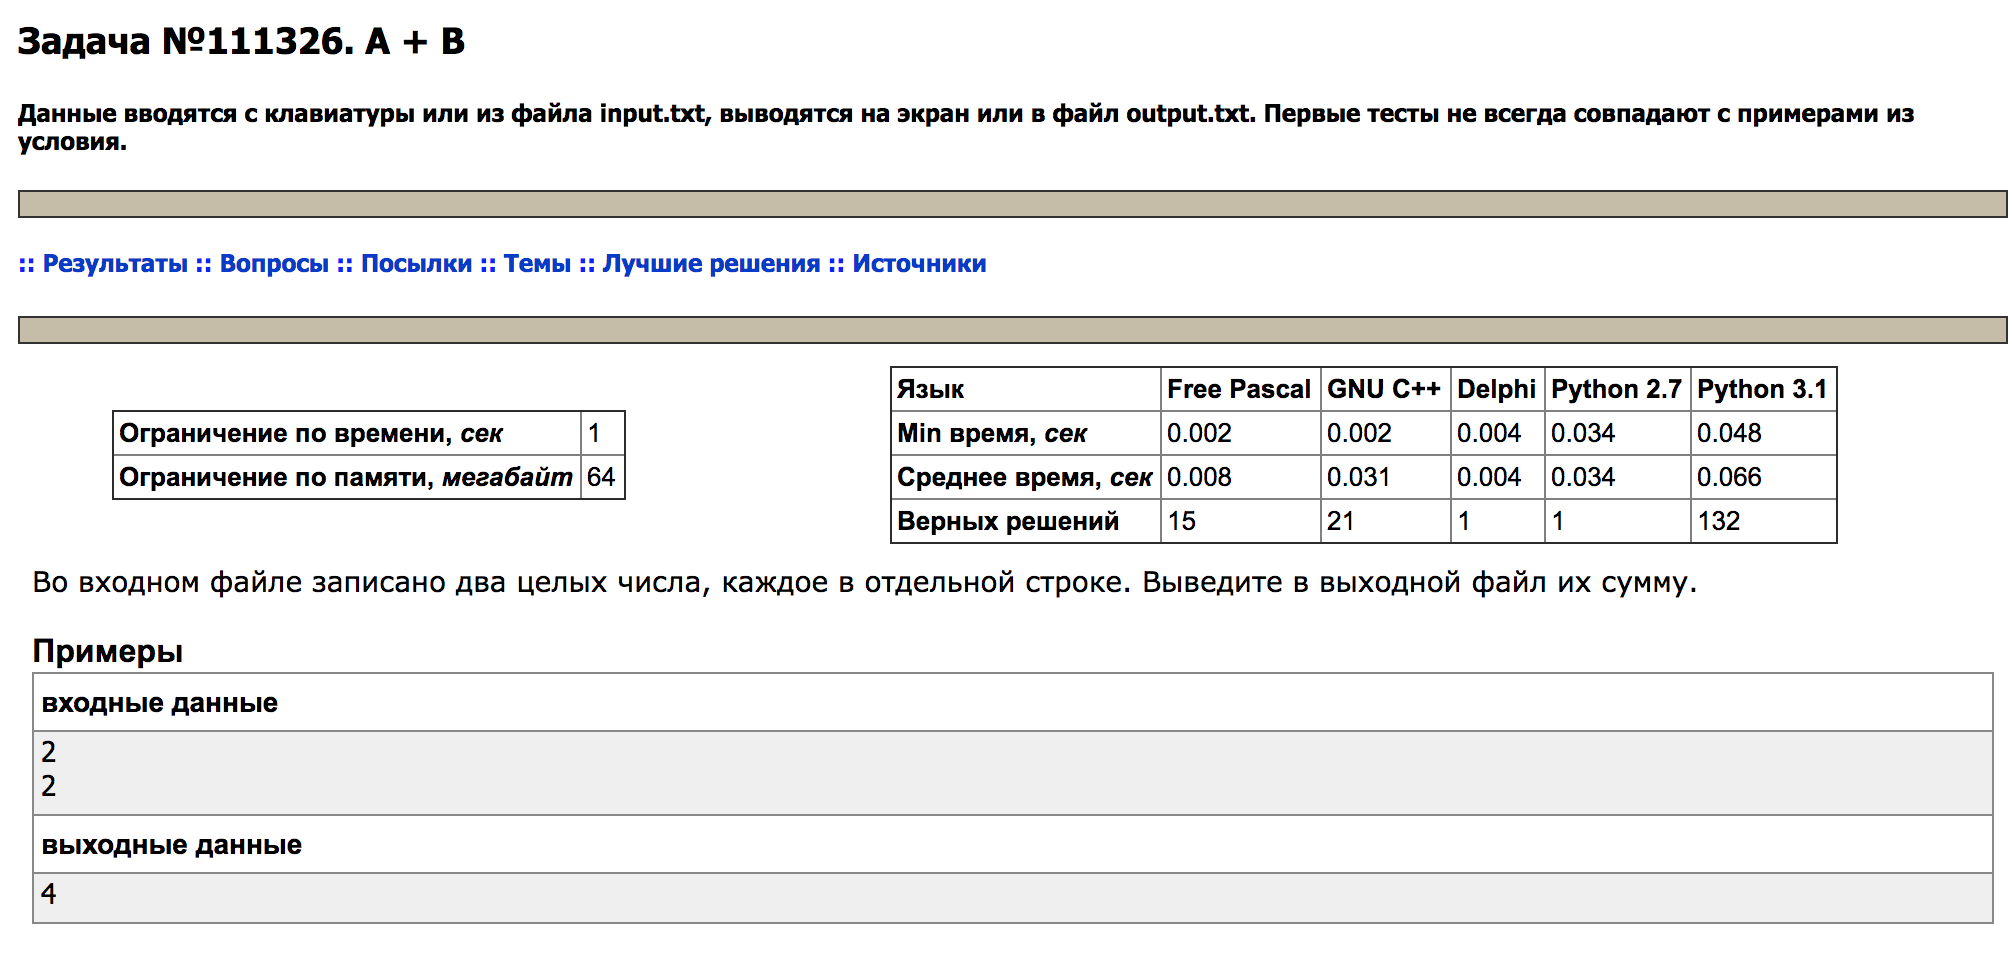 Задача №111326. A + B
Данные вводятся с клавиатуры или из файла input.txt, выводятся на экран или в файл output.txt. Первые тесты не всегда совпадают с примерами из
условия.
:: Результаты :: Вопросы :: Посылки :: Темы :: Лучшие решения :: Источники
Ограничение по времени, сек 1
Ограничение по памяти, мегабайт 64
Язык Free Pascal GNU C++ Delphi Python 2.7 Python 3.1
Min время, сек 0.002 0.002 0.004 0.034 0.048
Среднее время, сек 0.008 0.031 0.004 0.034 0.066
Верных решений 15 21 1 1 132
Во входном файле записано два целых числа, каждое в отдельной строке. Выведите в выходной файл их сумму.
Примеры
входные данные
2
2
выходные данные
4